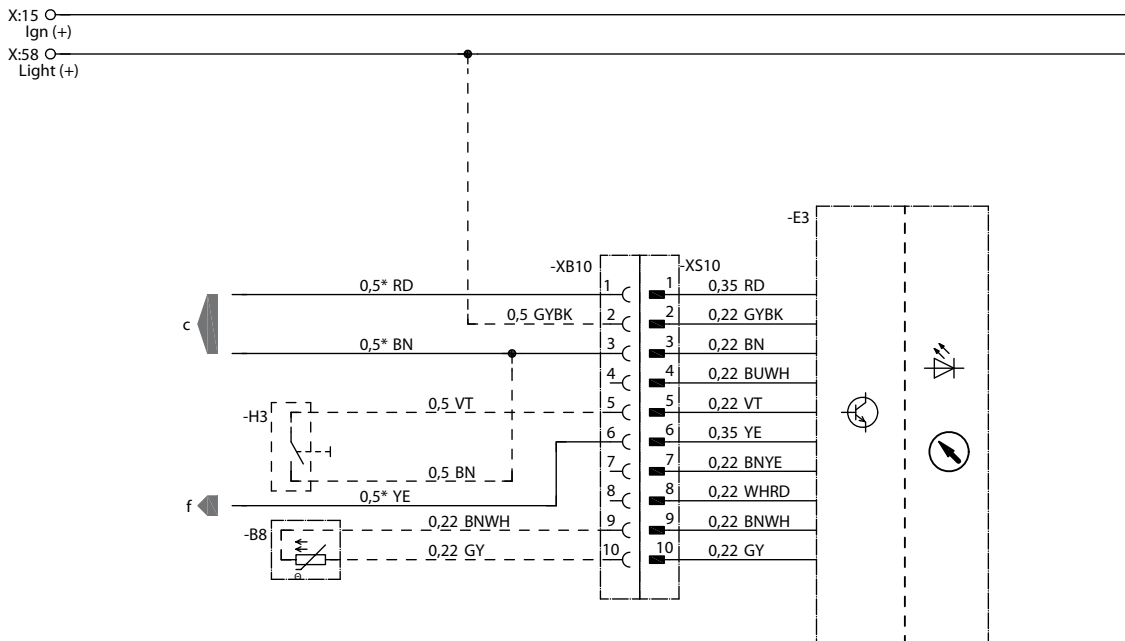 X:15
Ign (+)
X:58
Light (+)
-E3
-XB10
-XS10
0,5* RD
1
1
0,35 RD
c
0,5 GYBK
2
2
0,22 GYBK
0,5* BN
3
3
0,22 BN
4
4
0,22 BUWH
-H3
0,5 VT
5
5
0,22 VT
6
6
0,35 YE
0,5 BN
7
7
0,22 BNYE
f
0,5* YE
8
8
0,22 WHRD
-B8
0,22 BNWH
9
9
0,22 BNWH
0,22 GY
10
10
0,22 GY
Θ